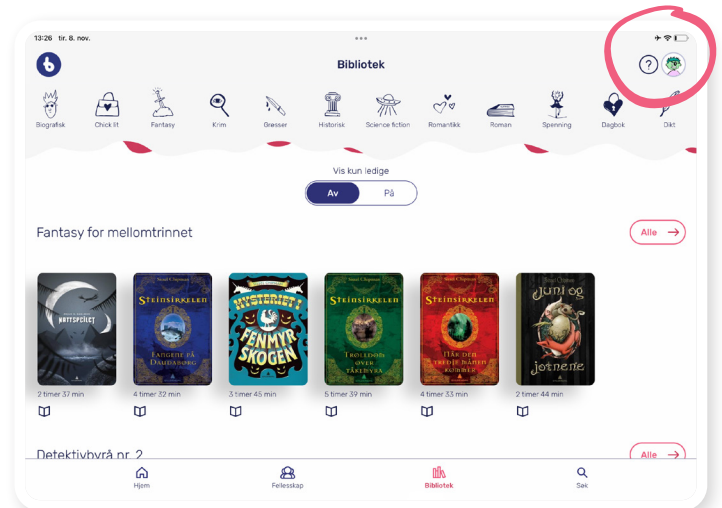 13:26 tir. 8. nov.
Bibliotek
?
Biografisk Chick lit Fantasy Krim Grøsser Historisk Science fiction Romantikk Roman Spenning Dagbok Dikt
Vis kun ledige
Av På
Fantasy for mellomtrinnet
Alle →
NATTSPEILET
STEINSIRKELEN
FANGENE PÅ
DAUDABORG
MYSTERIET I
FENMYR
SKOGEN
STEINSIRKELEN
TROLLDOM
OVER
TÅKEMYRA
STEINSIRKELEN
NÅR DEN
TREDJE MÅNEN
KOMMER
JUNI og
jotnene
2 timer 37 min 4 timer 32 min 3 timer 45 min 5 timer 39 min 4 timer 33 min 2 timer 44 min
Detektivbyrå nr. 2
Alle →
Hjem Fellesskap Bibliotek Søk